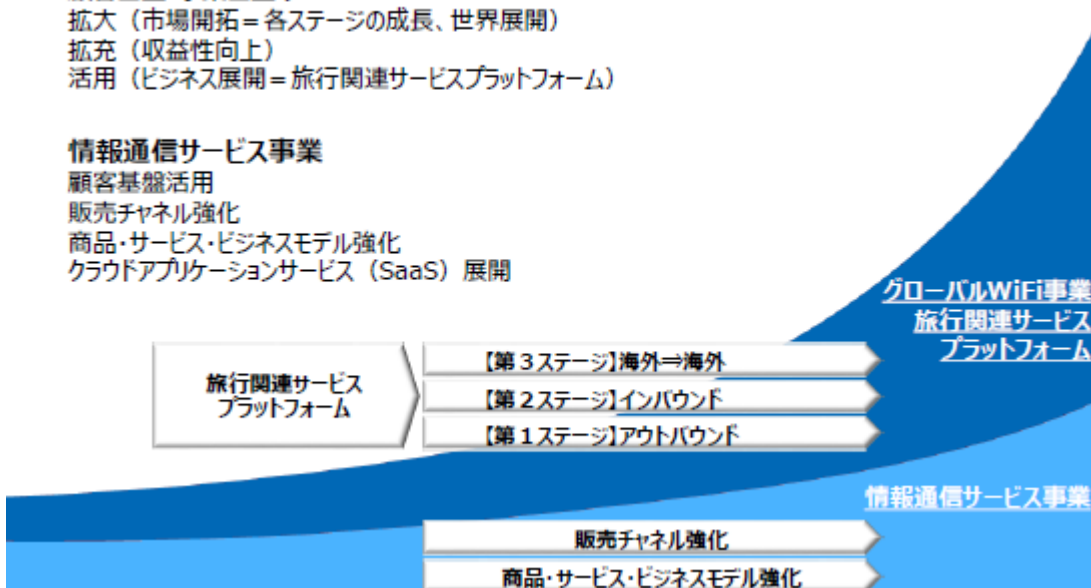 拡大（市場開拓＝各ステージの成長、世界展開）
拡充（収益性向上）
活用（ビジネス展開＝旅行関連サービスプラットフォーム）
情報通信サービス事業
顧客基盤活用
販売チャネル強化
商品・サービス・ビジネスモデル強化
クラウドアプリケーションサービス（SaaS）展開
グローバルWiFi事業
旅行関連サービス
プラットフォーム
旅行関連サービス
プラットフォーム
【第３ステージ】海外⇒海外
【第２ステージ】インバウンド
【第１ステージ】アウトバウンド
情報通信サービス事業
販売チャネル強化
商品・サービス・ビジネスモデル強化